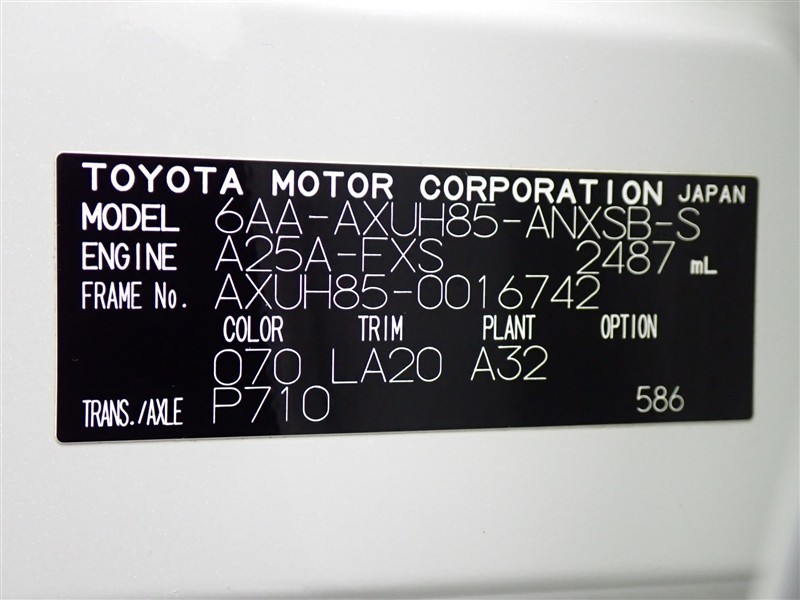 TOYOTA MOTOR CORPORATION JAPAN
MODEL 6AA-AXUH85-ANXSB-S
ENGINE A25A-FXS 2487 mL
FRAME No. AXUH85-0016742
COLOR TRIM PLANT OPTION
070 LA20 A32
TRANS./AXLE P710 586